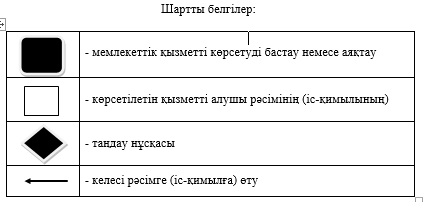 Шартты белгілер:
- мемлекеттік қызметті көрсетуді бастау немесе аяқтау
- көрсетілетін қызметті алушы рәсімінің (іс-қимылының)
- таңдау нұсқасы
- келесі рәсімге (іс-қимылға) өту